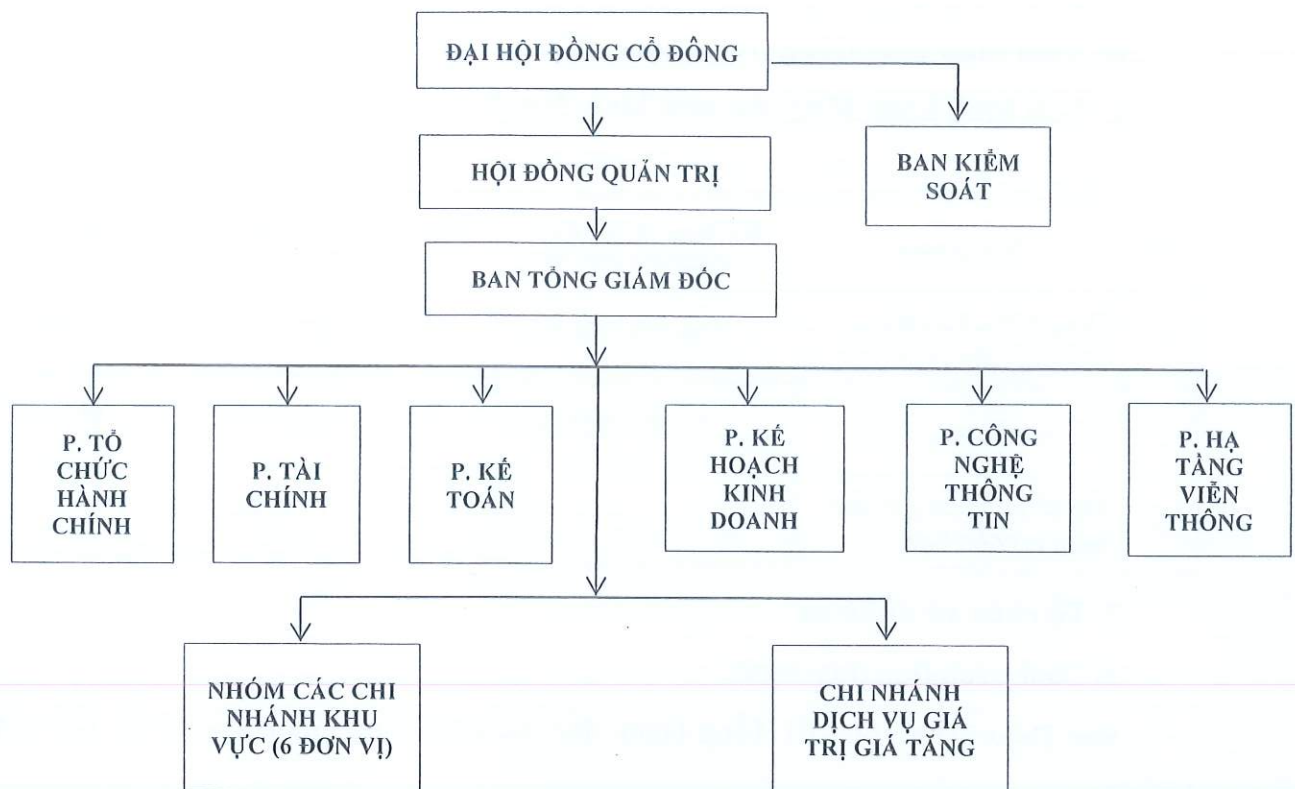 ĐẠI HỘI ĐỒNG CỔ ĐÔNG
HỘI ĐỒNG QUẢN TRỊ
BAN KIỂM
SOÁT
BAN TỔNG GIÁM ĐỐC
P. TỔ
CHỨC
HÀNH
CHÍNH
P. TÀI
CHÍNH
P. KẾ
TOÁN
P. KẾ
HOẠCH
KINH
DOANH
P. CÔNG
NGHỆ
THÔNG
TIN
P. HẠ
TẦNG
VIỄN
THÔNG
NHÓM CÁC CHI
NHÁNH KHU
VỰC (6 ĐƠN VỊ)
CHI NHÁNH
DỊCH VỤ GIÁ
TRỊ GIÁ TĂNG